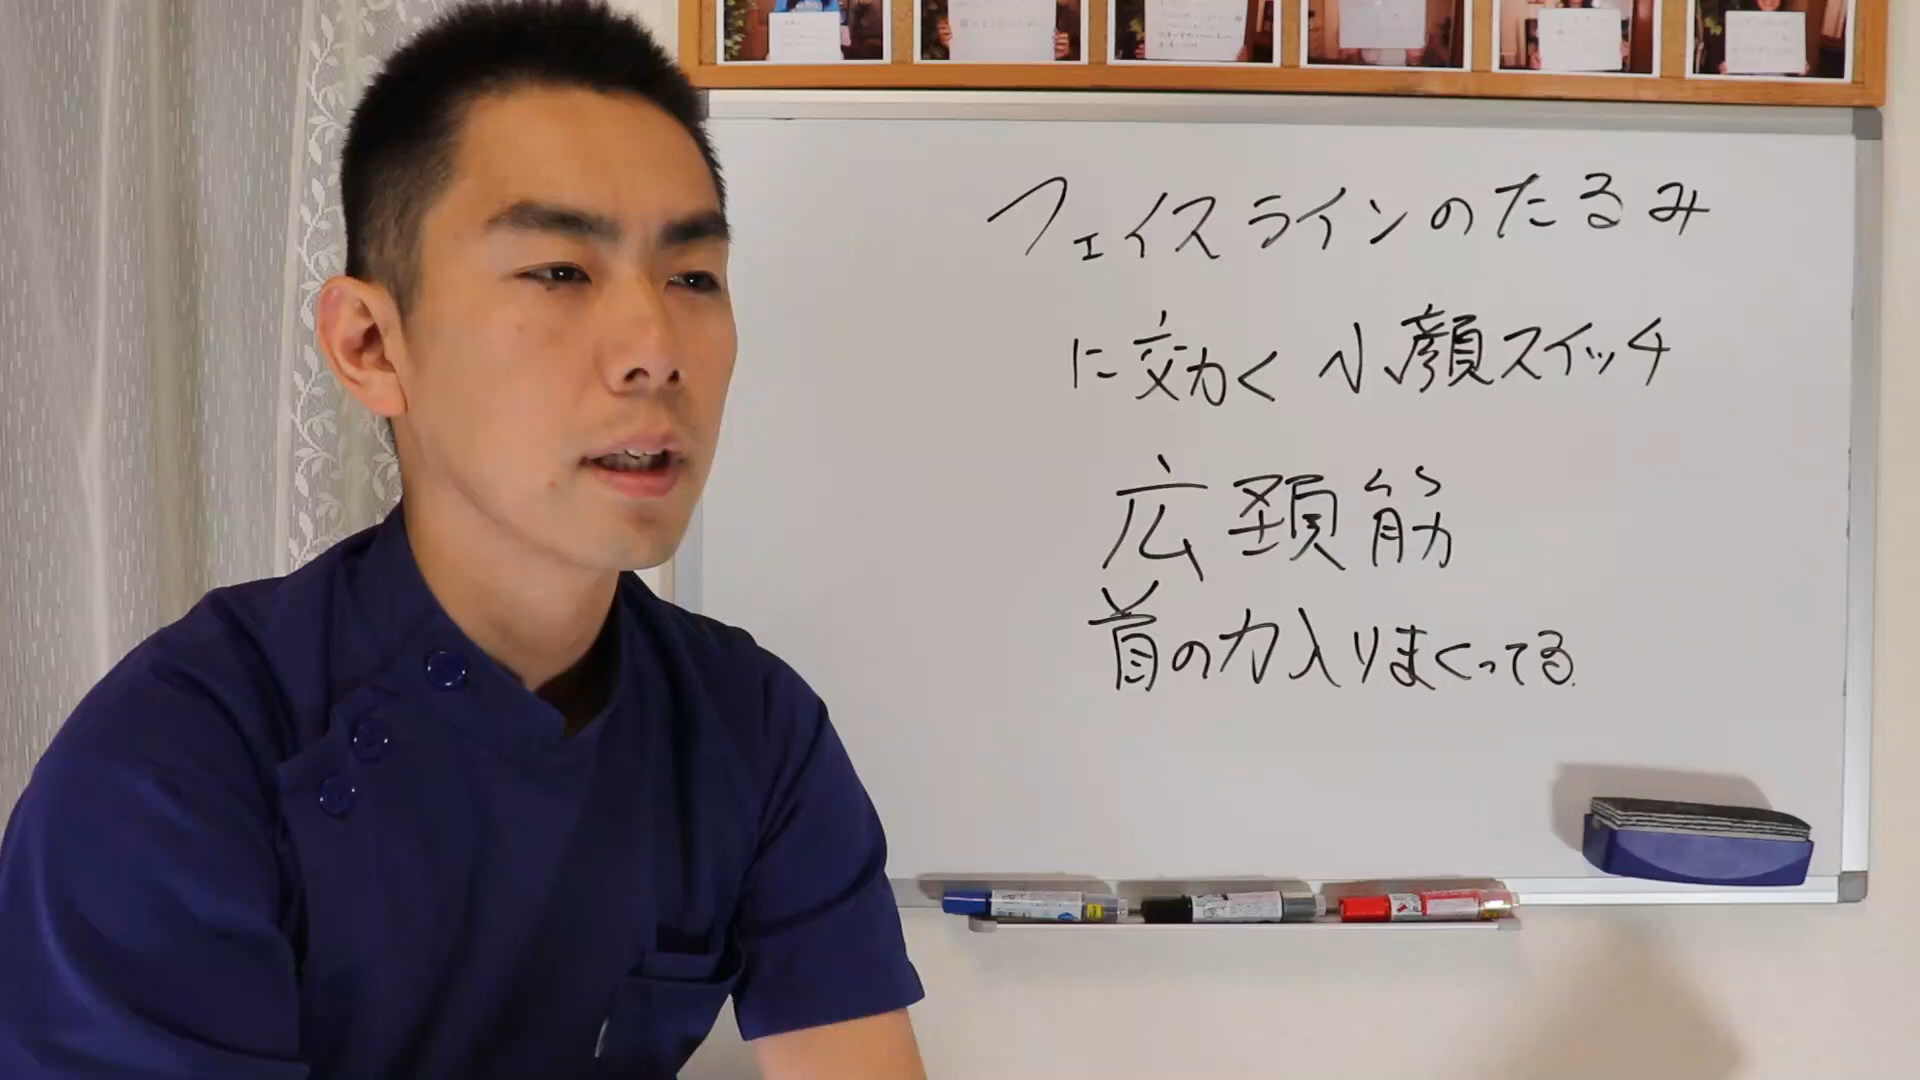 フェイスラインのたるみ
に効く小顔スイッチ
広頚筋
首の力入りまくってる